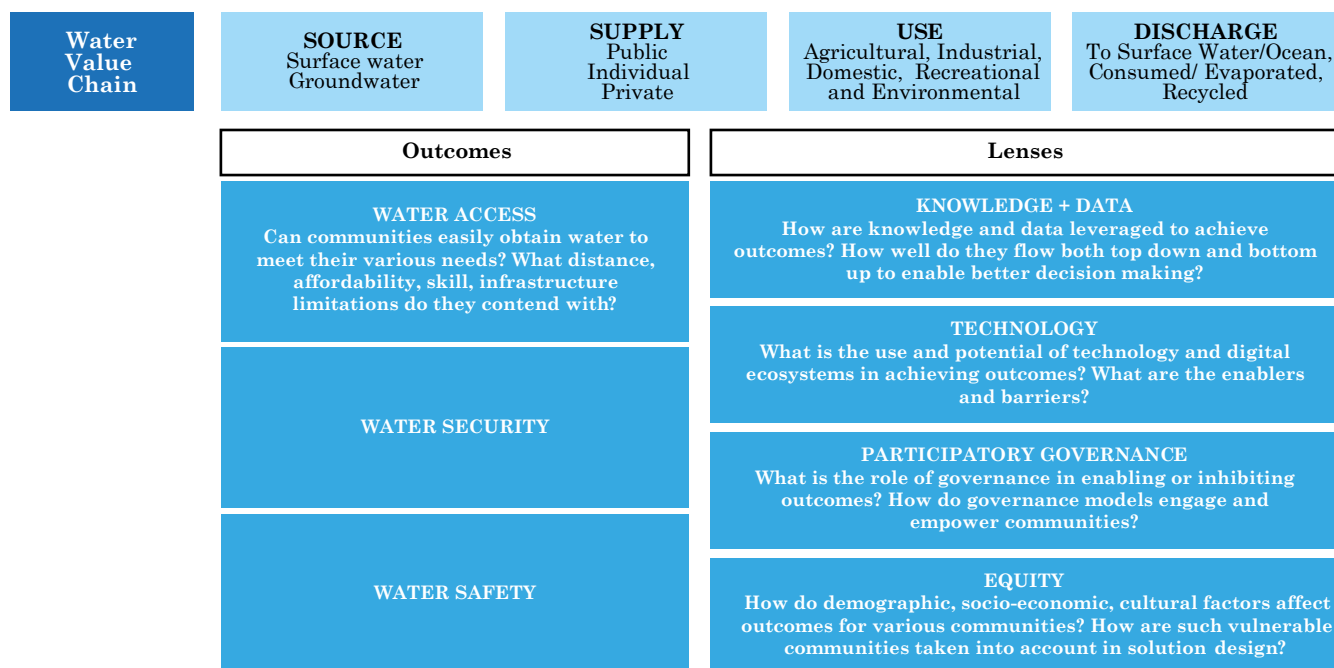 Water
Value
Chain
SOURCE
Surface water
Groundwater
SUPPLY
Public
Individual
Private
USE
Agricultural, Industrial,
Domestic, Recreational
and Environmental
DISCHARGE
To Surface Water/Ocean,
Consumed/ Evaporated,
Recycled
Outcomes
WATER ACCESS
Can communities easily obtain water to
meet their various needs? What distance,
affordability, skill, infrastructure
limitations do they contend with?
WATER SECURITY
WATER SAFETY
Lenses
KNOWLEDGE + DATA
How are knowledge and data leveraged to achieve
outcomes? How well do they flow both top down and bottom
up to enable better decision making?
TECHNOLOGY
What is the use and potential of technology and digital
ecosystems in achieving outcomes? What are the enablers
and barriers?
PARTICIPATORY GOVERNANCE
What is the role of governance in enabling or inhibiting
outcomes? How do governance models engage and
empower communities?
EQUITY
How do demographic, socio-economic, cultural factors affect
outcomes for various communities? How are such vulnerable
communities taken into account in solution design?